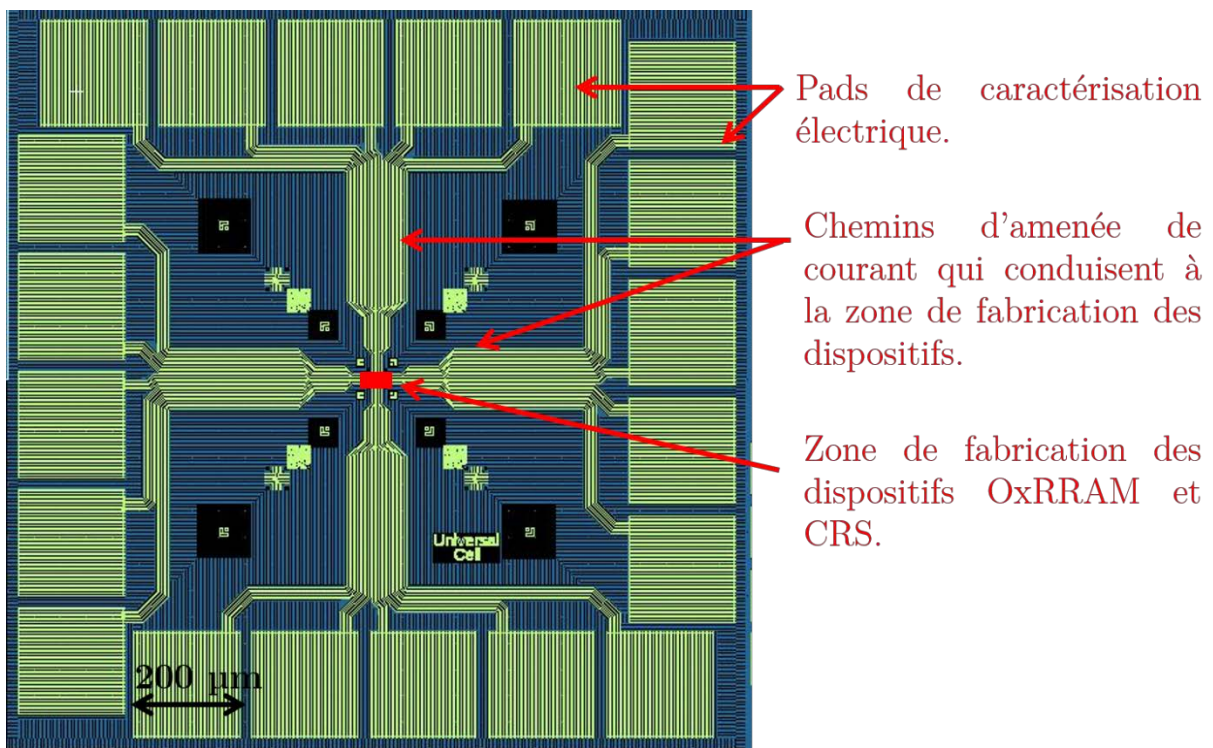 Pads de caractérisation
électrique.
Chemins d'amenée de
courant qui conduisent à
la zone de fabrication des
dispositifs.
Zone de fabrication des
dispositifs OxRRAM et
CRS.
Universal
Cell
200 µm